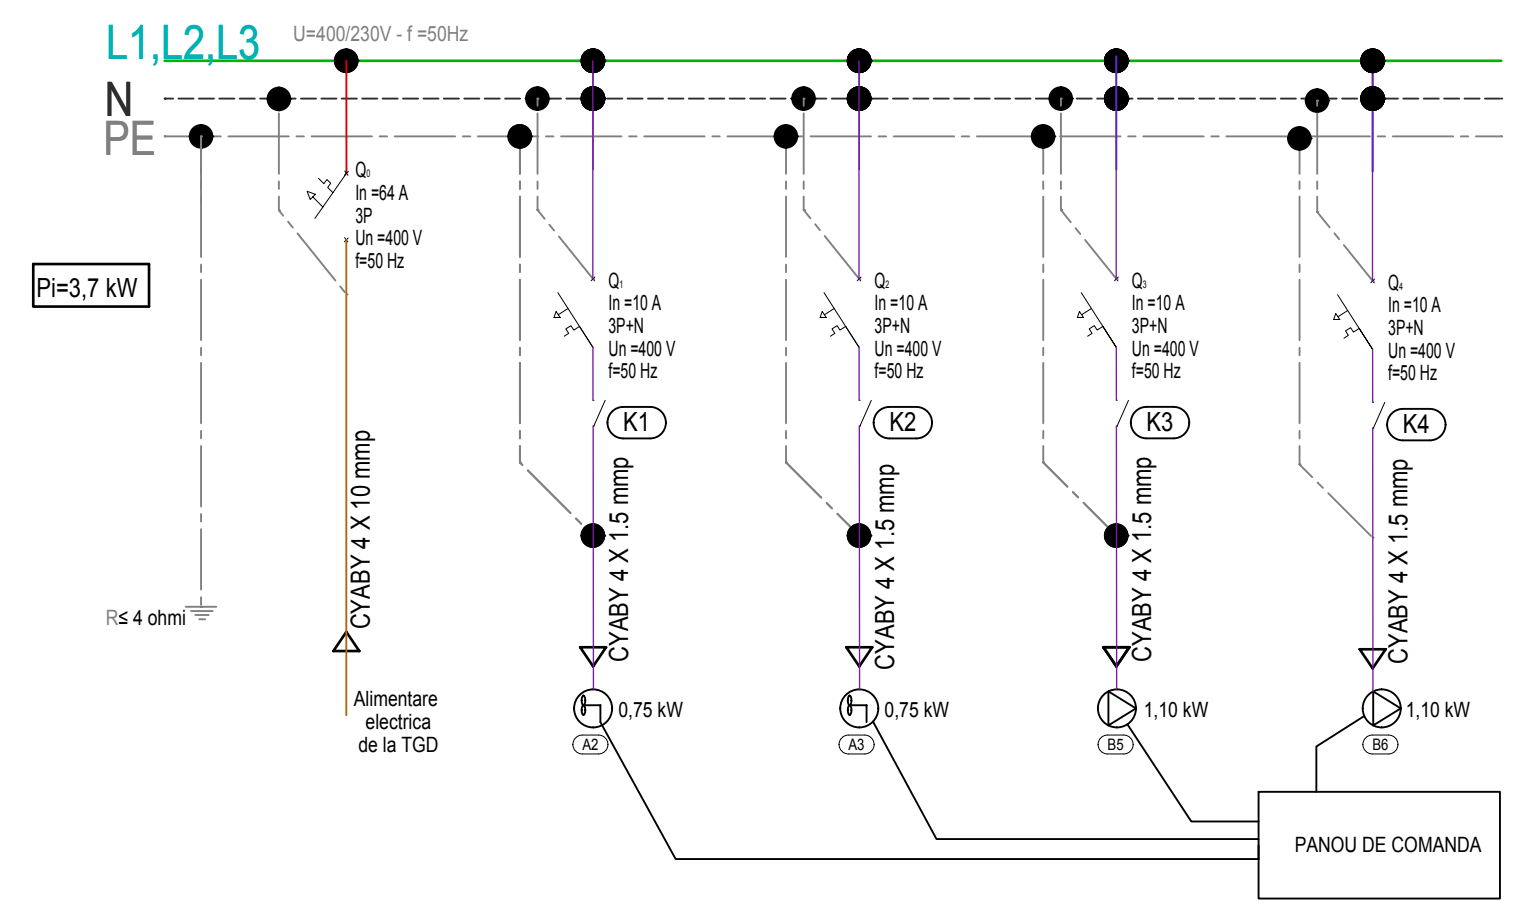 L1,L2,L3
U=400/230V - f =50Hz
N
PE
Q0
In =64 A
3P
Un =400 V
f=50 Hz
Pi=3,7 kW
Q1
In =10 A
3P+N
Un =400 V
f=50 Hz
Q2
In =10 A
3P+N
Un =400 V
f=50 Hz
Q3
In =10 A
3P+N
Un =400 V
f=50 Hz
Q4
In =10 A
3P+N
Un =400 V
f=50 Hz
K1
K2
K3
K4
CYABY 4 X 10 mmp
CYABY 4 X 1.5 mmp
CYABY 4 X 1.5 mmp
CYABY 4 X 1.5 mmp
CYABY 4 X 1.5 mmp
R≤ 4 ohmi
Alimentare
electrica
de la TGD
0,75 kW
A2
0,75 kW
A3
1,10 kW
B5
1,10 kW
B6
PANOU DE COMANDA